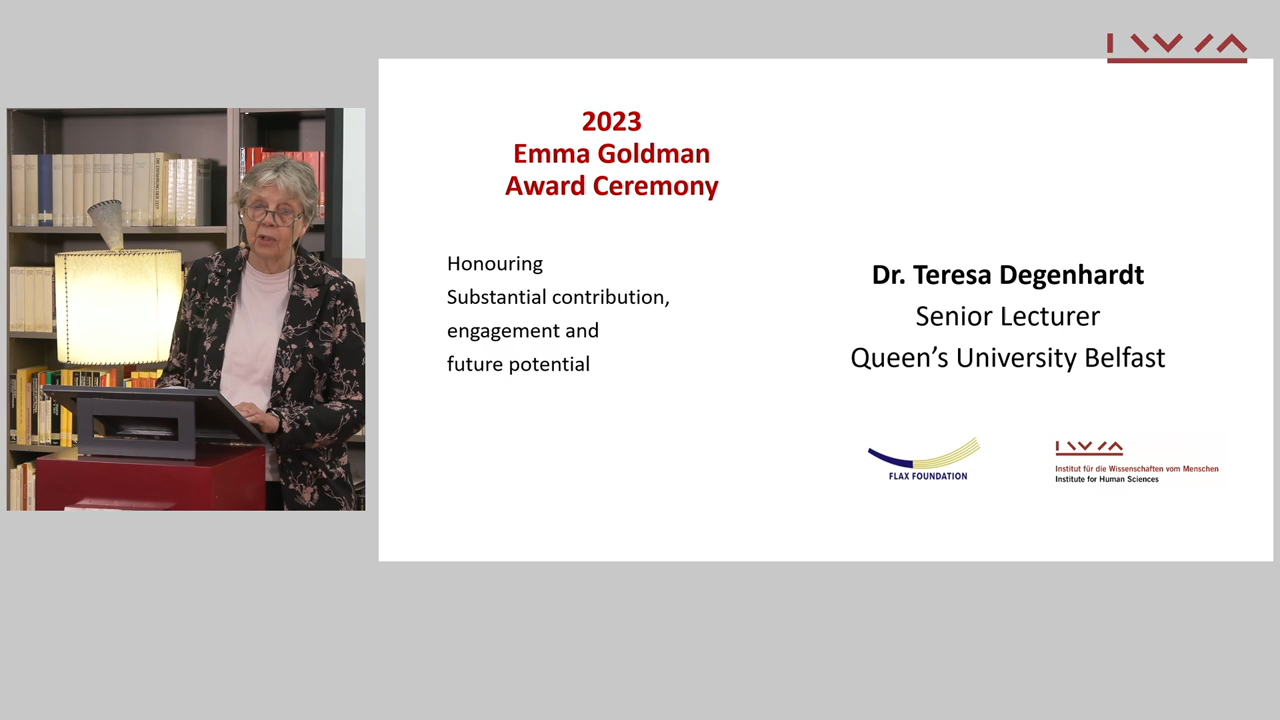 2023
Emma Goldman
Award Ceremony
Honouring
Substantial contribution,
engagement and
future potential
Dr. Teresa Degenhardt
Senior Lecturer
Queen's University Belfast
FLAX FOUNDATION
Institut für die Wissenschaften vom Menschen
Institute for Human Sciences